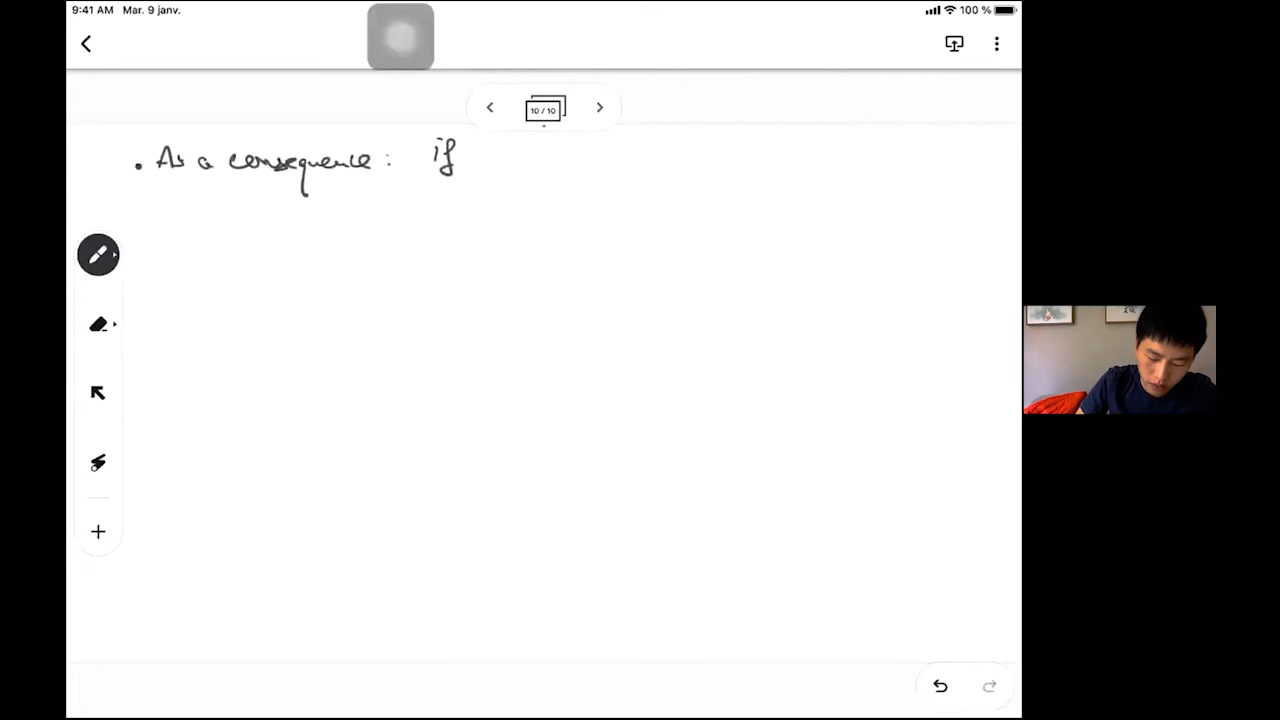 9:41 AM Mar. 9 janv.
100 %
10 / 10
• As a consequence : if